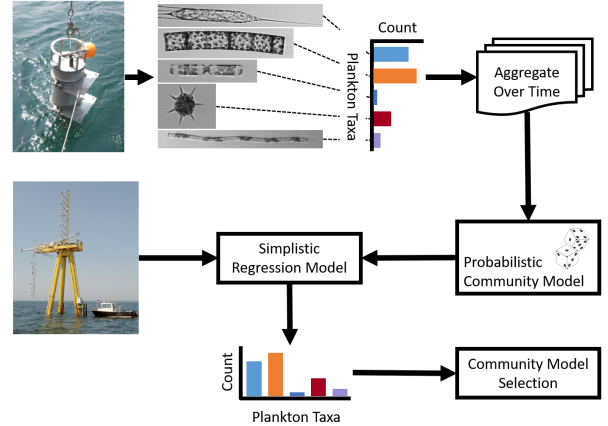 Count
Plankton Taxa
Aggregate
Over Time
Simplistic
Regression Model
Probabilistic
Community Model
Count
Plankton Taxa
Community Model
Selection